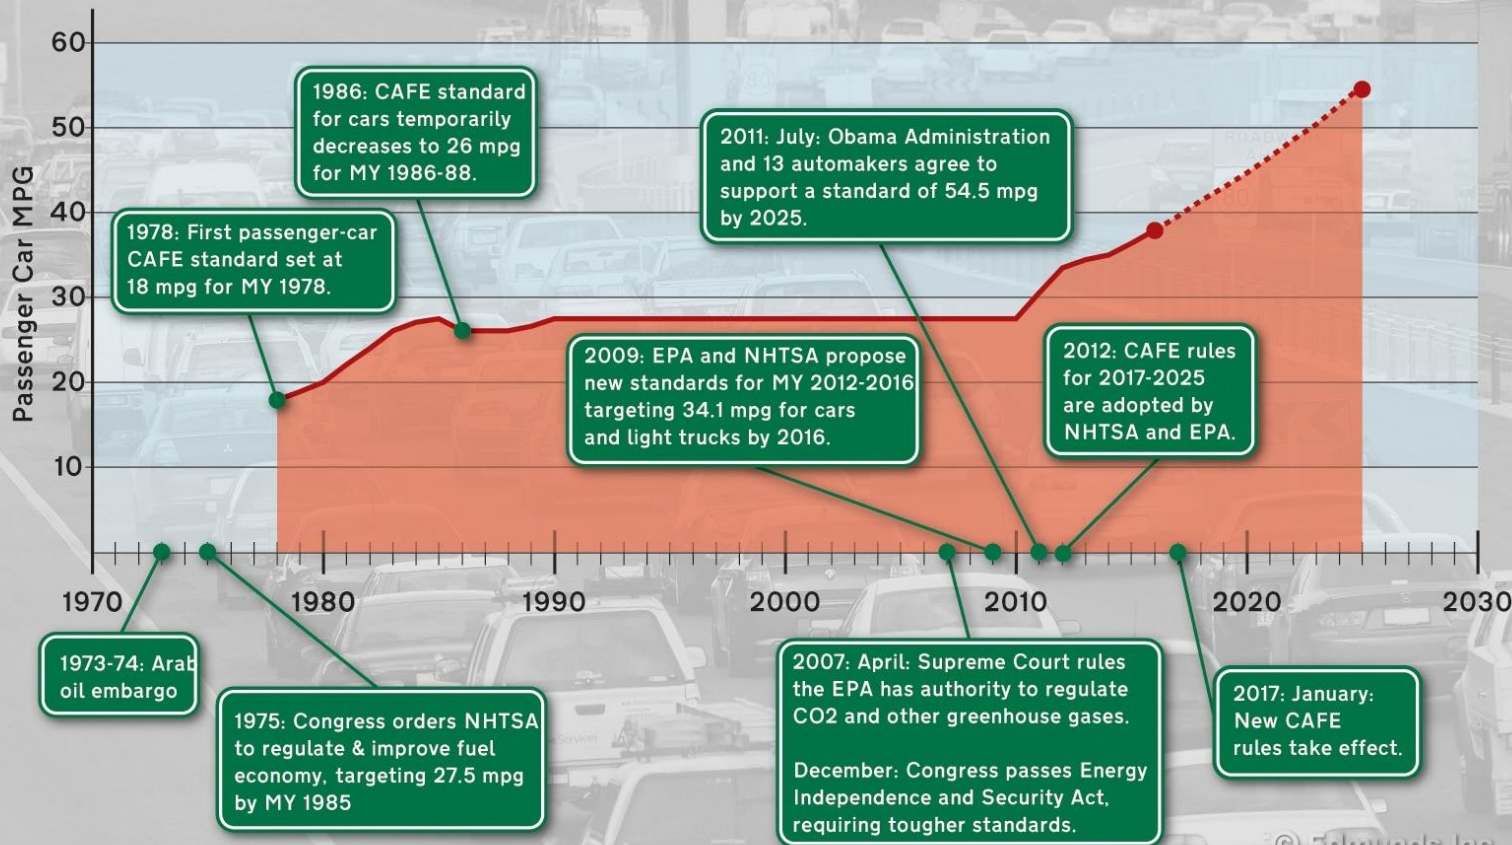 Passenger Car MPG
60
50
40
30
20
10
1970
1980
1990
2000
2010
2020
2030
1986: CAFE standard
for cars temporarily
decreases to 26 mpg
for MY 1986-88.
1978: First passenger-car
CAFE standard set at
18 mpg for MY 1978.
2011: July: Obama Administration
and 13 automakers agree to
support a standard of 54.5 mpg
by 2025.
2009: EPA and NHTSA propose
new standards for MY 2012-2016
targeting 34.1 mpg for cars
and light trucks by 2016.
2012: CAFE rules
for 2017-2025
are adopted by
NHTSA and EPA.
1973-74: Arab
oil embargo
1975: Congress orders NHTSA
to regulate & improve fuel
economy, targeting 27.5 mpg
by MY 1985
2007: April: Supreme Court rules
the EPA has authority to regulate
CO2 and other greenhouse gases.
December: Congress passes Energy
Independence and Security Act,
requiring tougher standards.
2017: January:
New CAFE
rules take effect.
© Edmunds Inc.